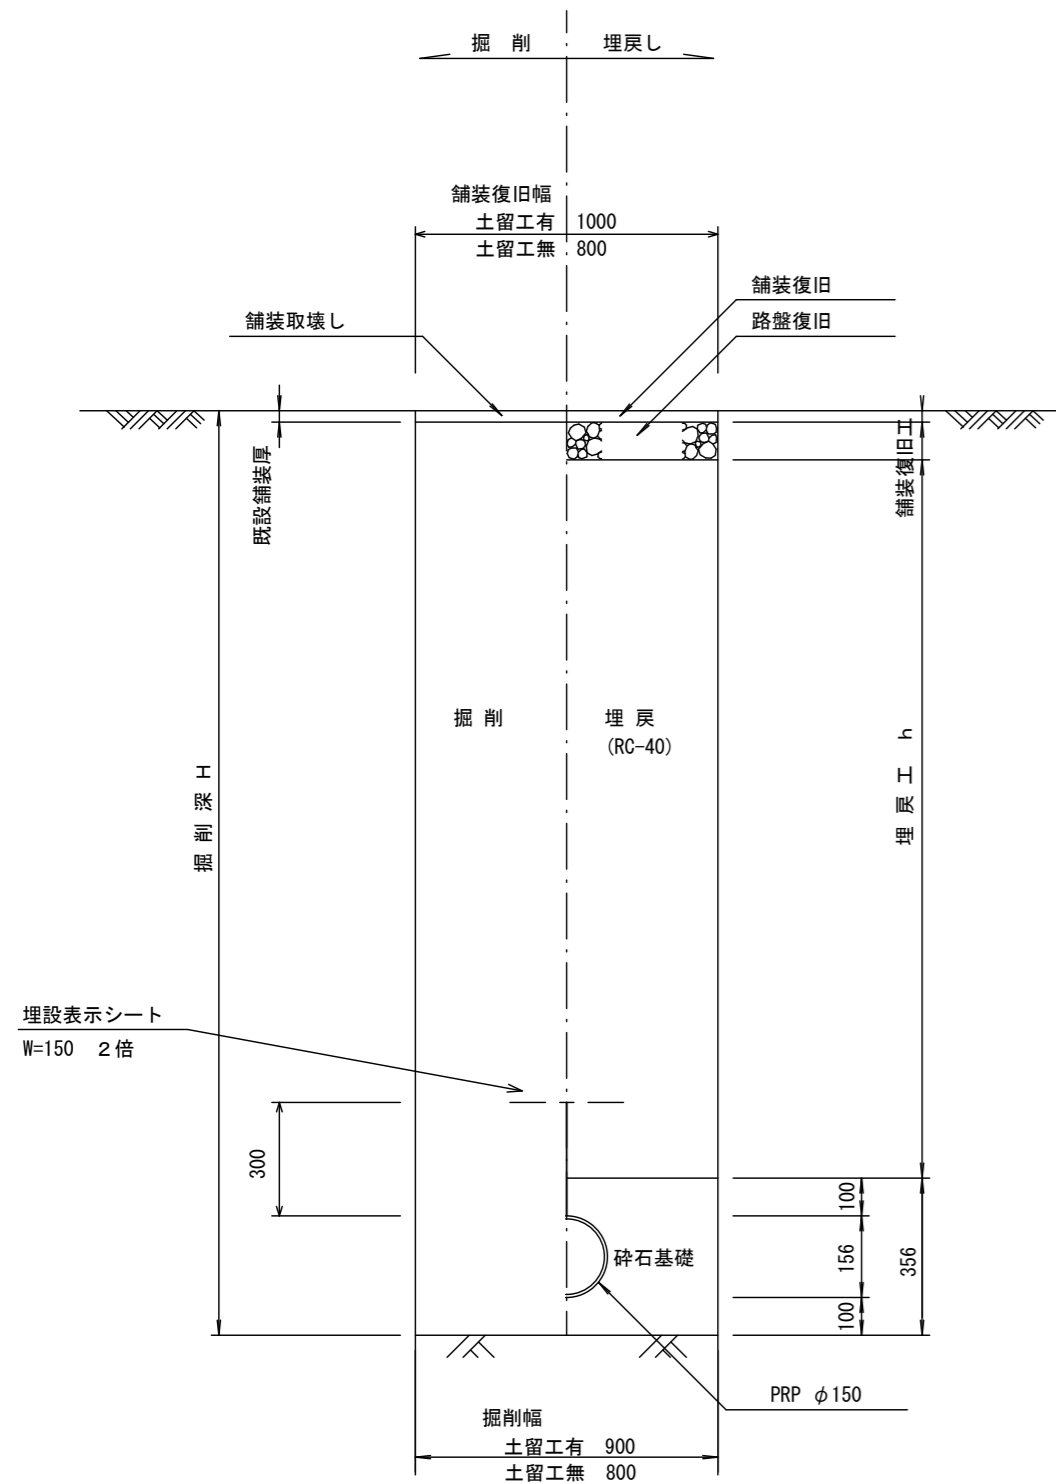 掘 削
埋戻し
舗装復旧幅
土留工有 1000
土留工無 800
舗装復旧
路盤復旧
舗装取壊し
既設舗装厚
舗装復旧工
掘 削
埋 戻
(RC-40)
掘 削 深 H
埋 戻 工 h
埋設表示シート
W=150 2倍
300
100
156
100
356
砕石基礎
PRP φ150
掘削幅
土留工有 900
土留工無 800